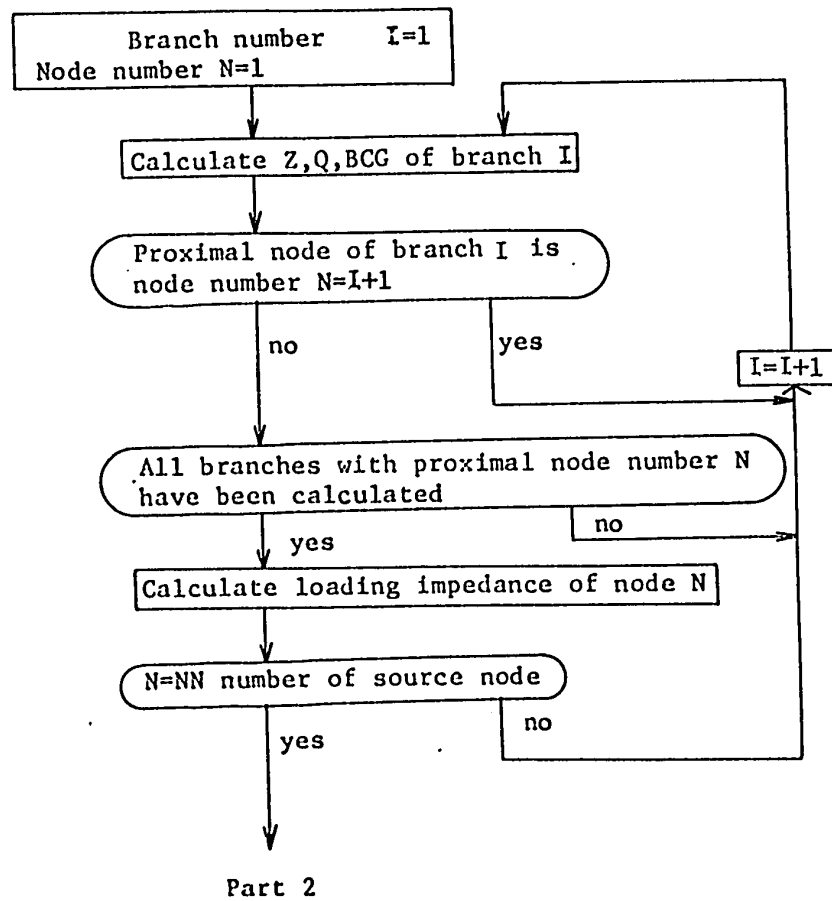 Branch number I=1
Node number N=1
Calculate Z,Q,BCG of branch I
Proximal node of branch I is
node number N=I+1
no
yes
I=I+1
All branches with proximal node number N
have been calculated
no
yes
Calculate loading impedance of node N
N=NN number of source node
no
yes
Part 2